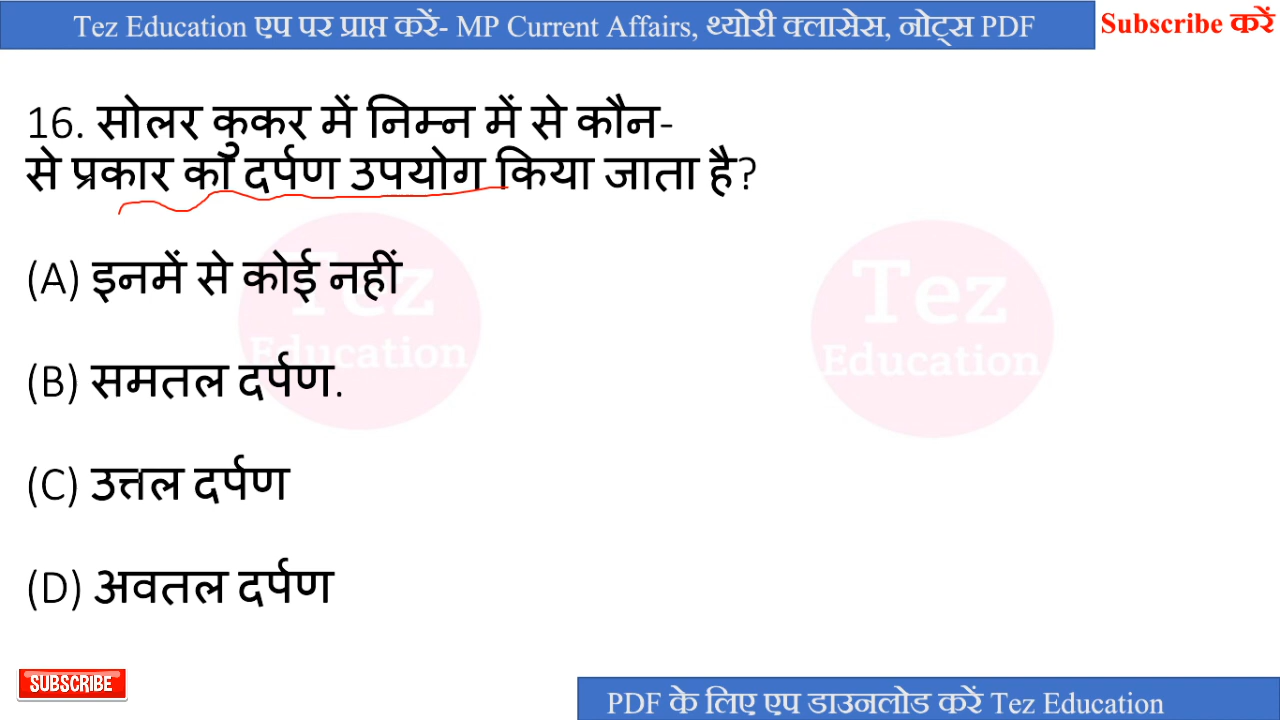 Tez Education एप पर प्राप्त करें- MP Current Affairs, थ्योरी क्लासेस, नोट्स PDF
Subscribe करें
16. सोलर कुकर में निम्न में से कौन-
से प्रकार का दर्पण उपयोग किया जाता है?
(A) इनमें से कोई नहीं
(B) समतल दर्पण.
(C) उत्तल दर्पण
(D) अवतल दर्पण
Tez
Education
Tez
Education
SUBSCRIBE
PDF के लिए एप डाउनलोड करें Tez Education